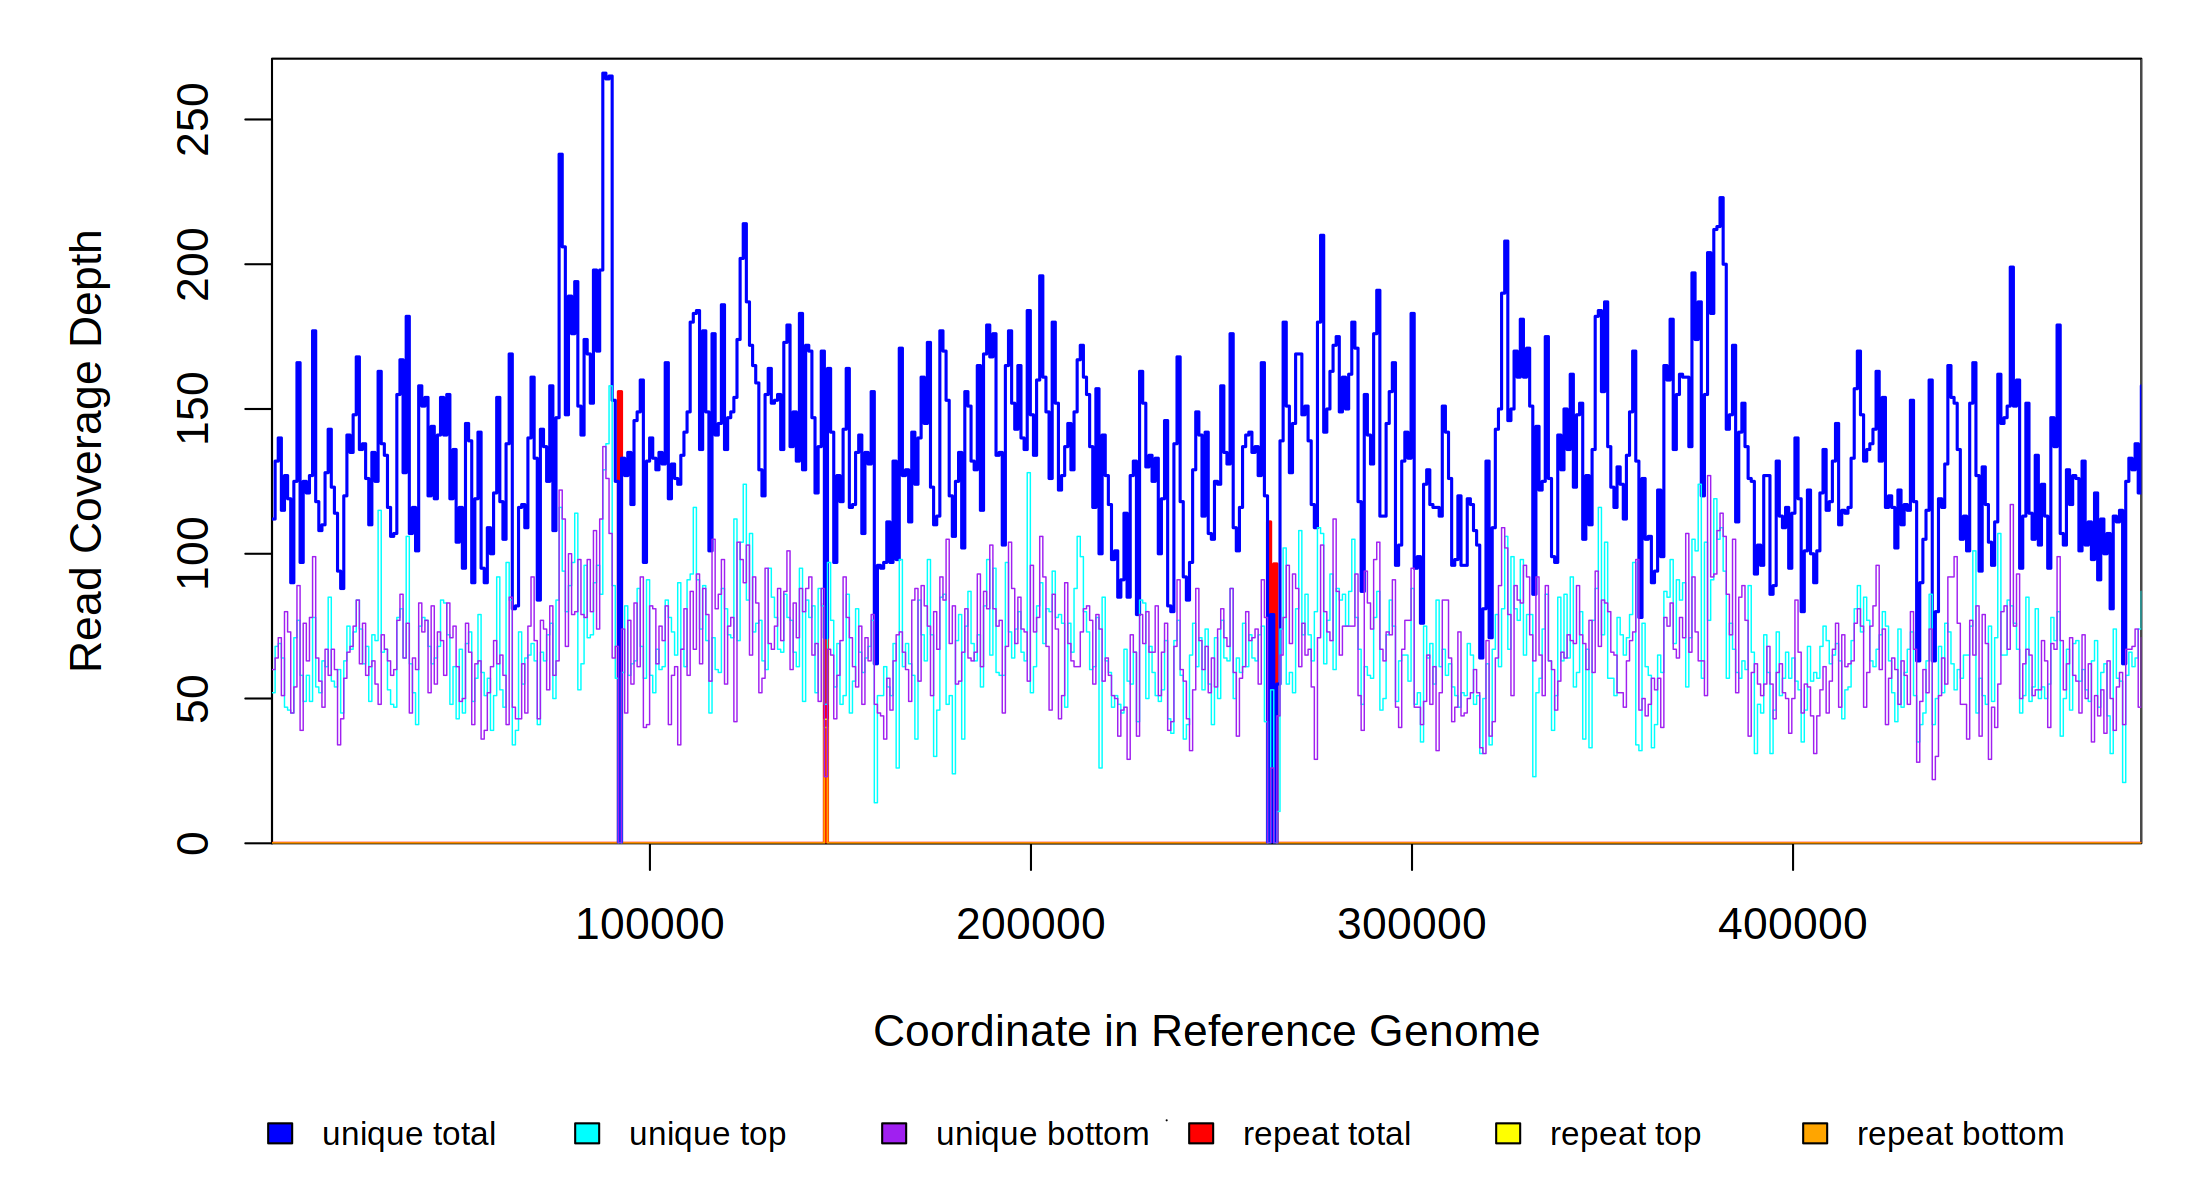 Read Coverage Depth
250
200
150
100
50
0
100000 200000 300000 400000
Coordinate in Reference Genome
unique total unique top unique bottom repeat total repeat top repeat bottom